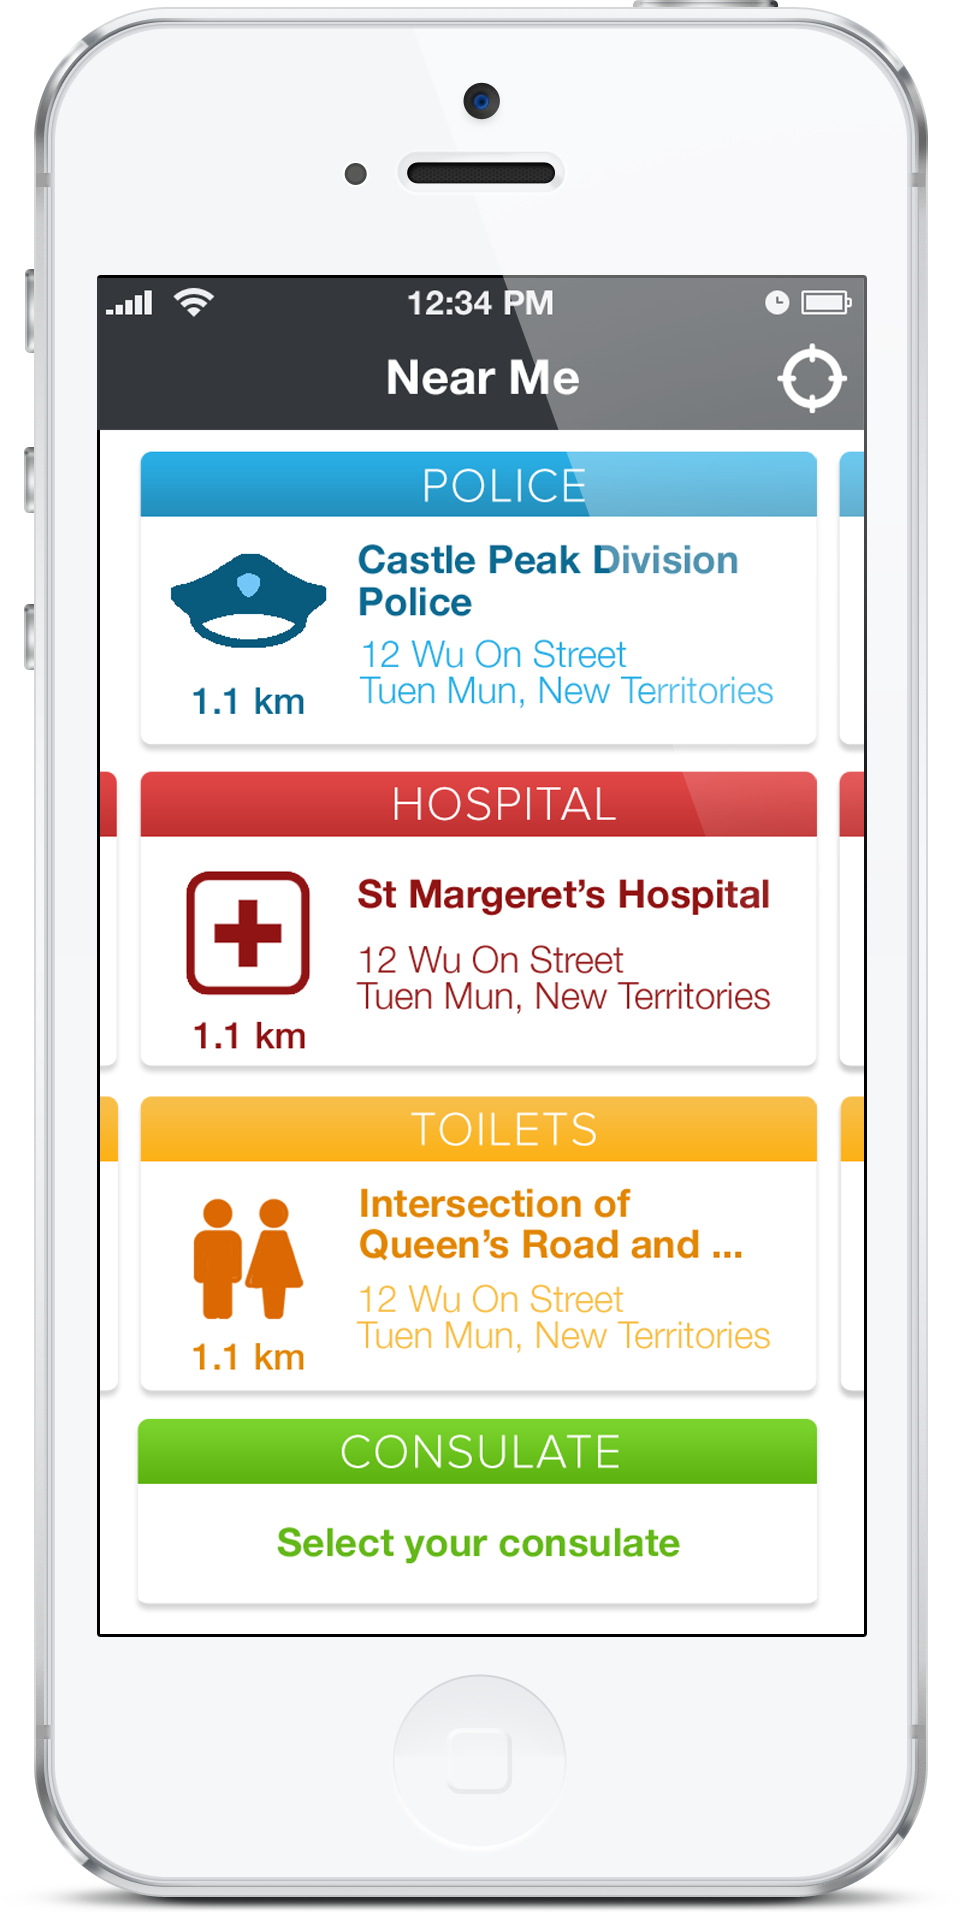 12:34 PM
Near Me
POLICE
Castle Peak Division
Police
12 Wu On Street
Tuen Mun, New Territories
1.1 km
HOSPITAL
St Margeret’s Hospital
12 Wu On Street
Tuen Mun, New Territories
1.1 km
TOILETS
Intersection of
Queen’s Road and ...
12 Wu On Street
Tuen Mun, New Territories
1.1 km
CONSULATE
Select your consulate